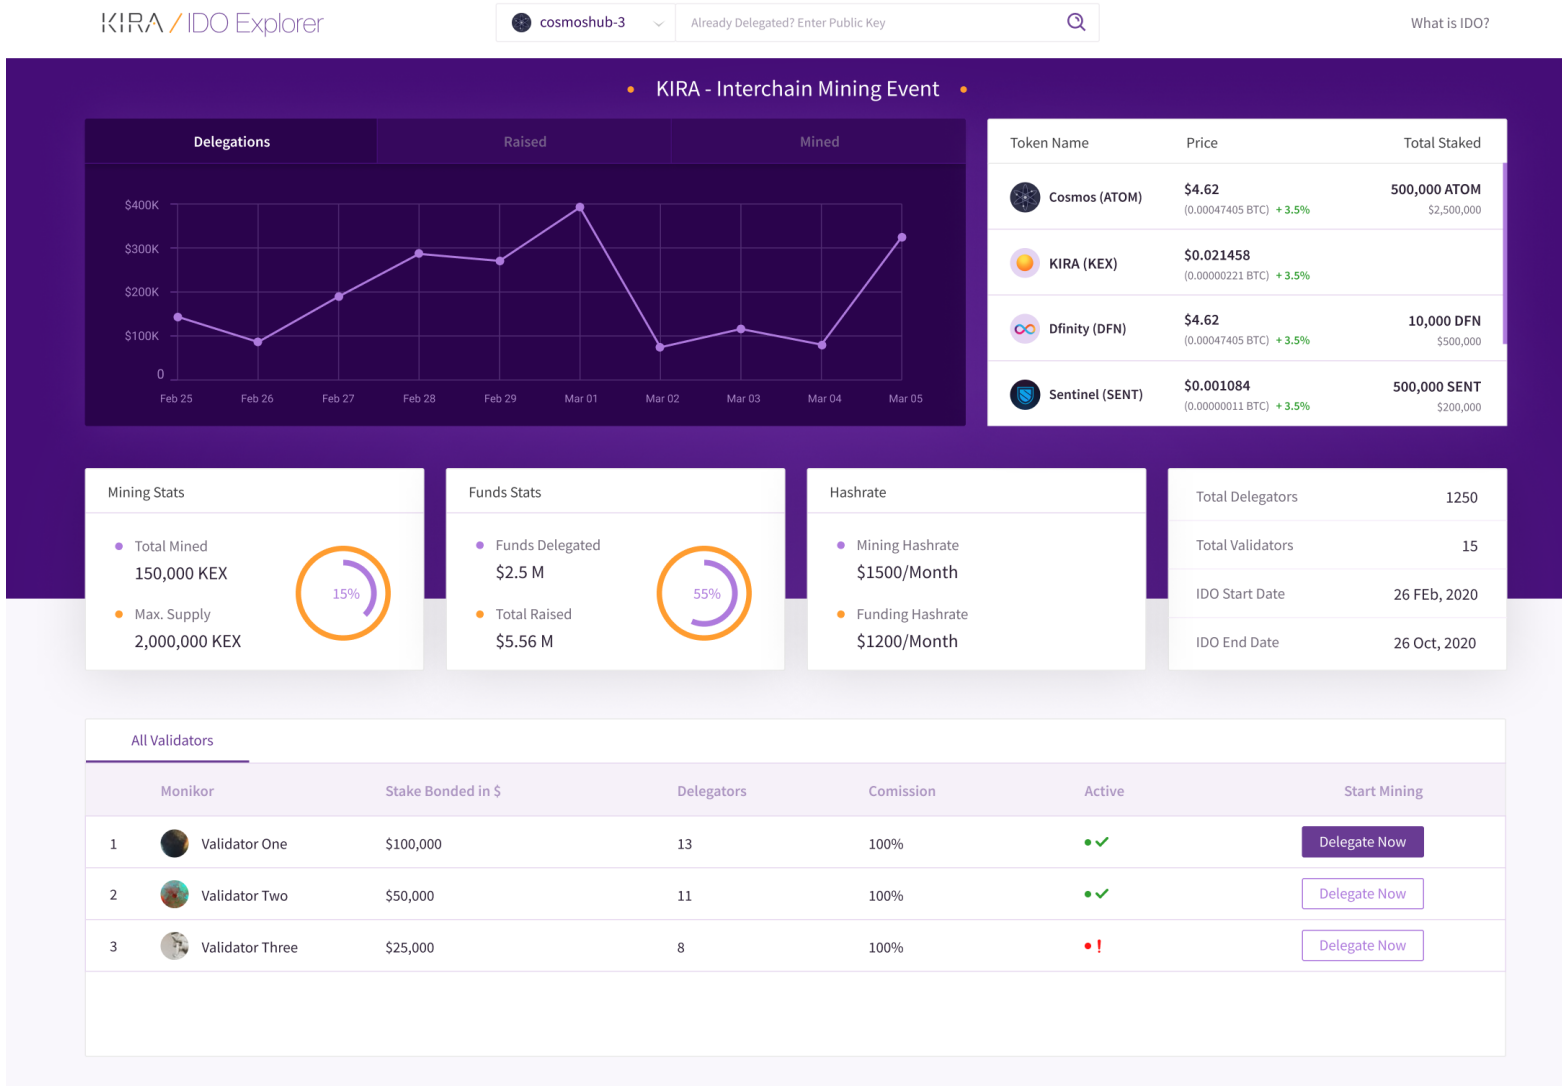 KIRA / IDO Explorer
cosmoshub-3
Already Delegated? Enter Public Key
What is IDO?
KIRA - Interchain Mining Event
Delegations Raised Mined
$400K
$300K
$200K
$100K
0
Feb 25 Feb 26 Feb 27 Feb 28 Feb 29 Mar 01 Mar 02 Mar 03 Mar 04 Mar 05
Token Name Price Total Staked
Cosmos (ATOM) $4.62 500,000 ATOM
(0.00047405 BTC) + 3.5% $2,500,000
KIRA (KEX) $0.021458
(0.00000221 BTC) + 3.5%
Dfinity (DFN) $4.62 10,000 DFN
(0.00047405 BTC) + 3.5% $500,000
Sentinel (SENT) $0.001084 500,000 SENT
(0.00000011 BTC) + 3.5% $200,000
Mining Stats
Total Mined
150,000 KEX
15%
Max. Supply
2,000,000 KEX
Funds Stats
Funds Delegated
$2.5 M
55%
Total Raised
$5.56 M
Hashrate
Mining Hashrate
$1500/Month
Funding Hashrate
$1200/Month
Total Delegators 1250
Total Validators 15
IDO Start Date 26 FEb, 2020
IDO End Date 26 Oct, 2020
All Validators
Monikor Stake Bonded in $ Delegators Comission Active Start Mining
1 Validator One $100,000 13 100% Delegate Now
2 Validator Two $50,000 11 100% Delegate Now
3 Validator Three $25,000 8 100% ! Delegate Now